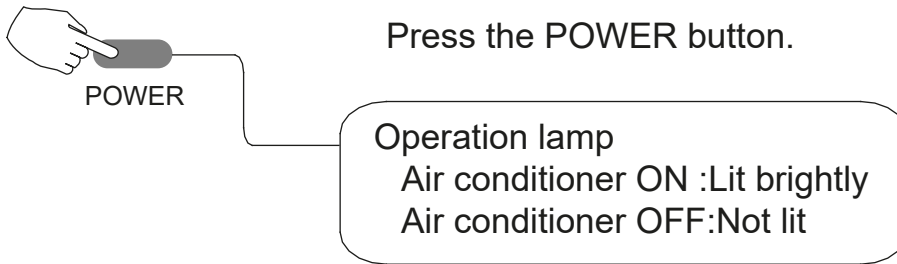 Press the POWER button.
POWER
Operation lamp
Air conditioner ON :Lit brightly
Air conditioner OFF:Not lit